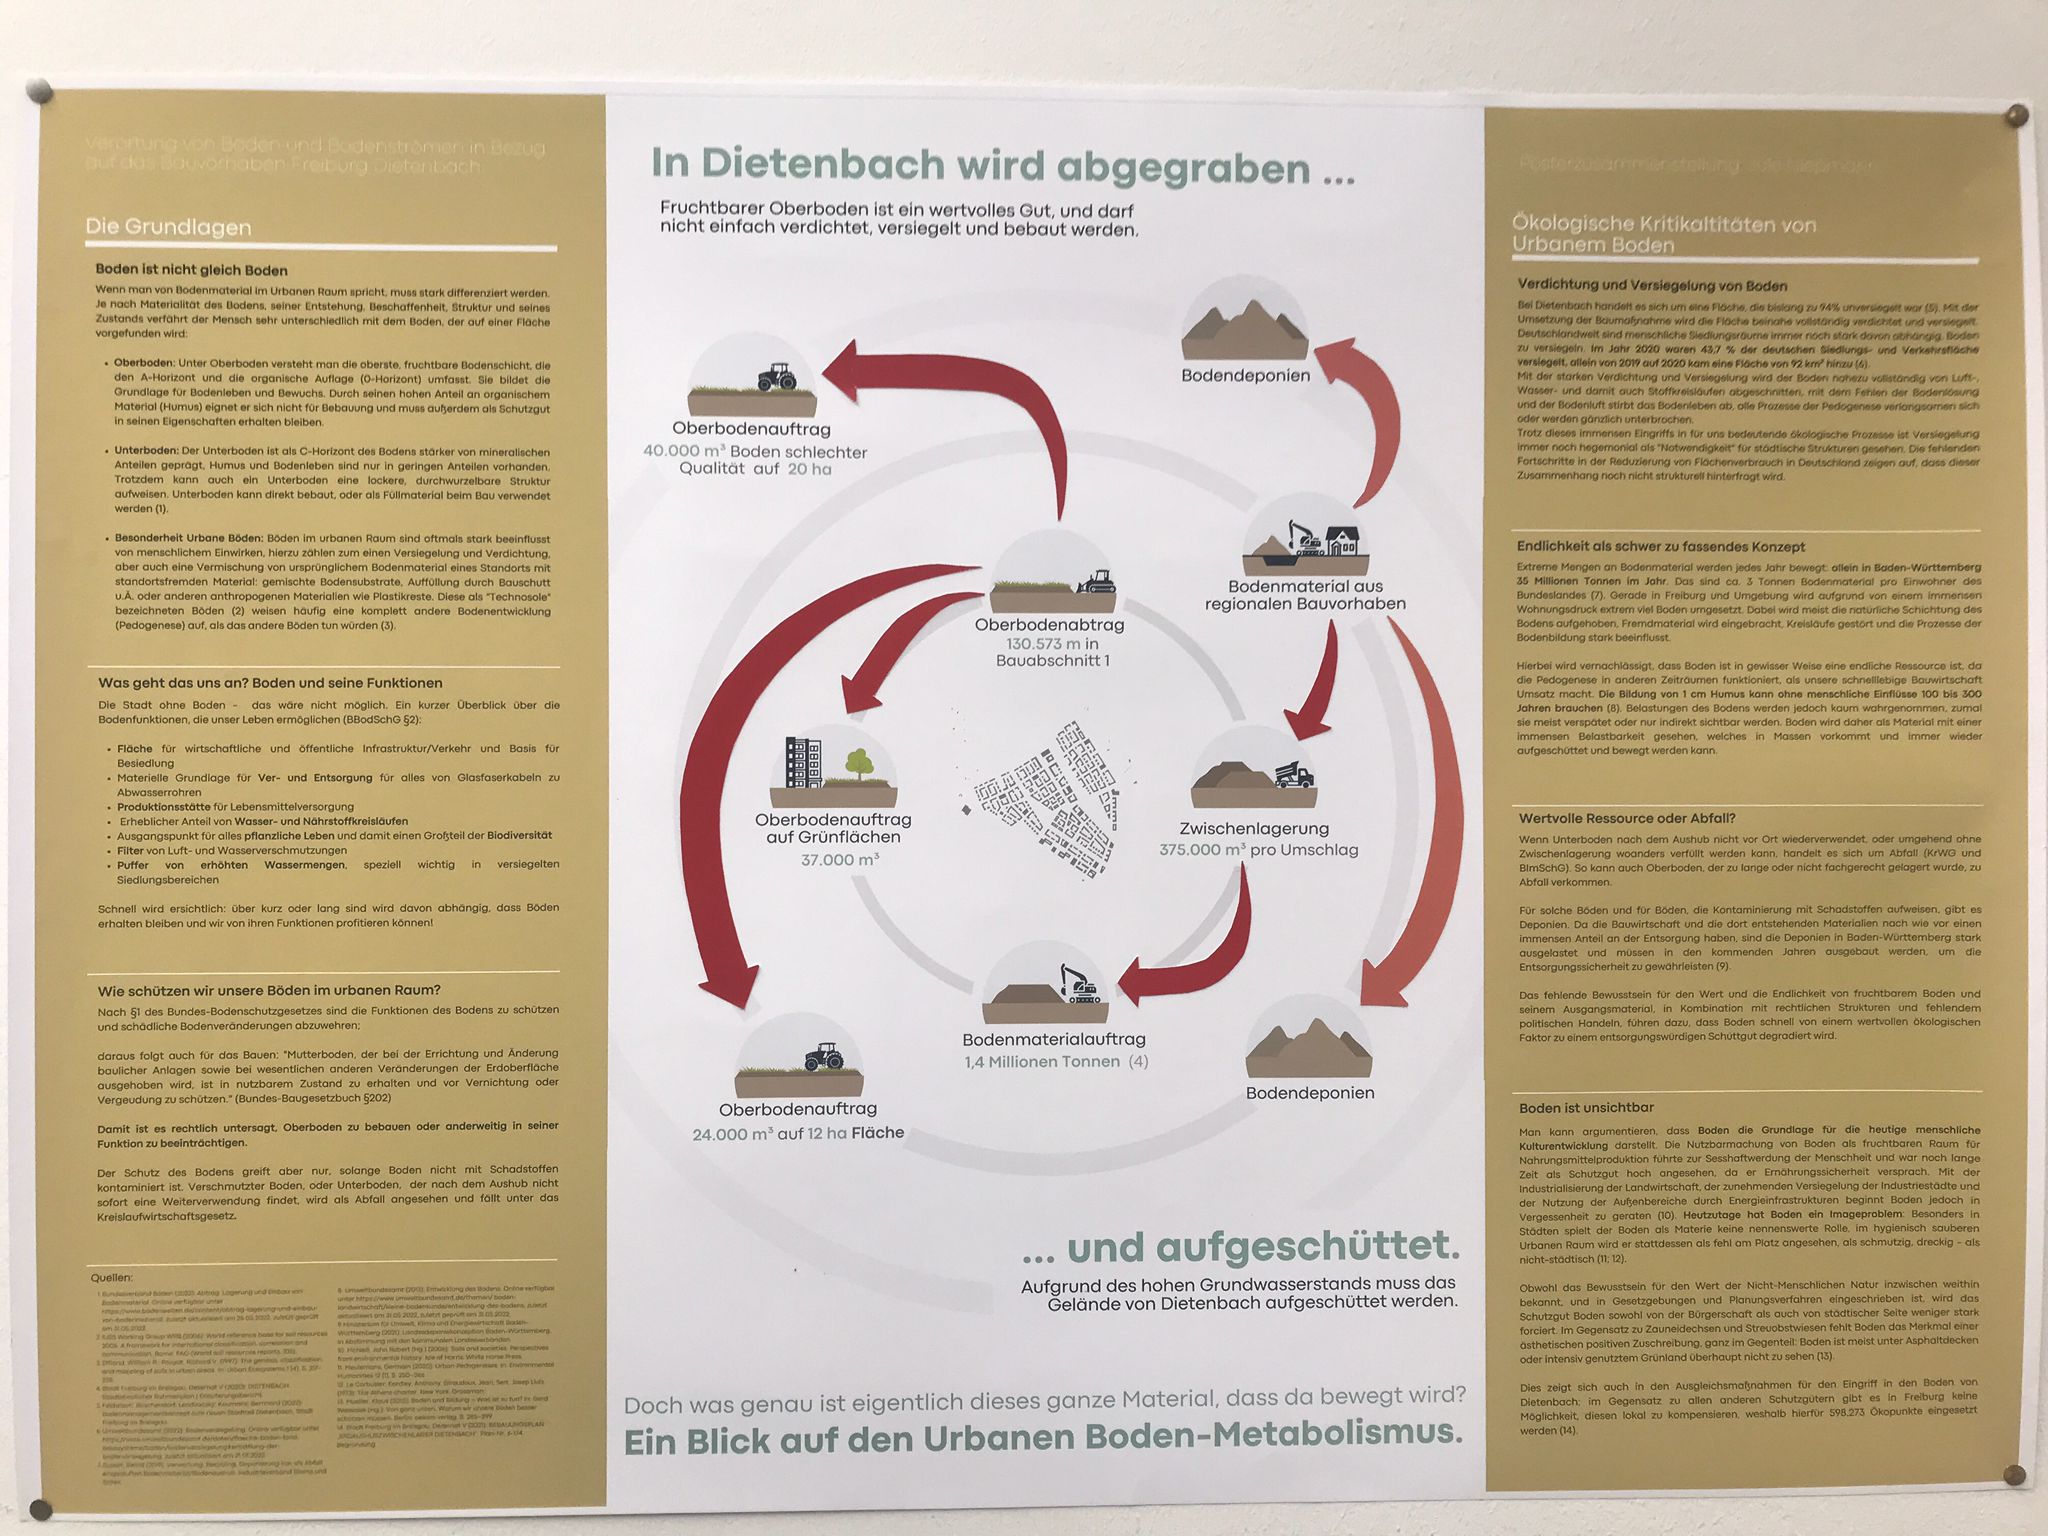 Verortung von Boden und Bodenströmen in Bezug
auf das Bauvorhaben Freiburg Dietenbach
Die Grundlagen
Boden ist nicht gleich Boden
Wenn man von Bodenmaterial im Urbanen Raum spricht, muss stark differenziert werden.
Je nach Materialität des Bodens, seiner Entstehung, Beschaffenheit, Struktur und seines
Zustands verfährt der Mensch sehr unterschiedlich mit dem Boden, der auf einer Fläche
vorgefunden wird:
• Oberboden: Unter Oberboden versteht man die oberste, fruchtbare Bodenschicht, die
den A-Horizont und die organische Auflage (O-Horizont) umfasst. Sie bildet die
Grundlage für Bodenleben und Bewuchs. Durch seinen hohen Anteil an organischem
Material (Humus) eignet er sich nicht für Bebauung und muss außerdem als Schutzgut
in seinen Eigenschaften erhalten bleiben.
• Unterboden: Der Unterboden ist als C-Horizont des Bodens stärker von mineralischen
Anteilen geprägt, Humus und Bodenleben sind nur in geringen Anteilen vorhanden.
Trotzdem kann auch ein Unterboden eine lockere, durchwurzelbare Struktur
aufweisen. Unterboden kann direkt bebaut, oder als Füllmaterial beim Bau verwendet
werden (1).
• Besonderheit Urbane Böden: Böden im urbanen Raum sind oftmals stark beeinflusst
von menschlichem Einwirken, hierzu zählen zum einen Versiegelung und Verdichtung,
aber auch eine Vermischung von ursprünglichem Bodenmaterial eines Standorts mit
standortsfremden Material: gemischte Bodensubstrate, Auffüllung durch Bauschutt
u.Ä. oder anderen anthropogenen Materialien wie Plastikreste. Diese als "Technosole"
bezeichneten Böden (2) weisen häufig eine komplett andere Bodenentwicklung
(Pedogenese) auf, als das andere Böden tun würden (3).
Was geht das uns an? Boden und seine Funktionen
Die Stadt ohne Boden - das wäre nicht möglich. Ein kurzer Überblick über die
Bodenfunktionen, die unser Leben ermöglichen (BBodSchG §2):
• Fläche für wirtschaftliche und öffentliche Infrastruktur/Verkehr und Basis für
Besiedlung
• Materielle Grundlage für Ver- und Entsorgung für alles von Glasfaserkabeln zu
Abwasserrohren
• Produktionsstätte für Lebensmittelversorgung
• Erheblicher Anteil von Wasser- und Nährstoffkreisläufen
• Ausgangspunkt für alles pflanzliche Leben und damit einen Großteil der Biodiversität
• Filter von Luft- und Wasserverschmutzungen
• Puffer von erhöhten Wassermengen, speziell wichtig in versiegelten
Siedlungsbereichen
Schnell wird ersichtlich: über kurz oder lang sind wird davon abhängig, dass Böden
erhalten bleiben und wir von ihren Funktionen profitieren können!
Wie schützen wir unsere Böden im urbanen Raum?
Nach §1 des Bundes-Bodenschutzgesetzes sind die Funktionen des Bodens zu schützen
und schädliche Bodenveränderungen abzuwehren;
daraus folgt auch für das Bauen: "Mutterboden, der bei der Errichtung und Änderung
baulicher Anlagen sowie bei wesentlichen anderen Veränderungen der Erdoberfläche
ausgehoben wird, ist in nutzbarem Zustand zu erhalten und vor Vernichtung oder
Vergeudung zu schützen." (Bundes-Baugesetzbuch §202)
Damit ist es rechtlich untersagt, Oberboden zu bebauen oder anderweitig in seiner
Funktion zu beeinträchtigen.
Der Schutz des Bodens greift aber nur, solange Boden nicht mit Schadstoffen
kontaminiert ist. Verschmutzter Boden, oder Unterboden, der nach dem Aushub nicht
sofort eine Weiterverwendung findet, wird als Abfall angesehen und fällt unter das
Kreislaufwirtschaftsgesetz.
Quellen:
In Dietenbach wird abgegraben ...
Fruchtbarer Oberboden ist ein wertvolles Gut, und darf
nicht einfach verdichtet, versiegelt und bebaut werden.
Bodendeponien
Oberbodenauftrag
40.000 m³ Boden schlechter
Qualität auf 20 ha
Bodenmaterial aus
regionalen Bauvorhaben
Oberbodenabtrag
130.573 m in
Bauabschnitt 1
Oberbodenauftrag
auf Grünflächen
37.000 m³
Zwischenlagerung
375.000 m³ pro Umschlag
Bodenmaterialauftrag
1,4 Millionen Tonnen (4)
Bodendeponien
Oberbodenauftrag
24.000 m³ auf 12 ha Fläche
... und aufgeschüttet.
Aufgrund des hohen Grundwasserstands muss das
Gelände von Dietenbach aufgeschüttet werden.
Doch was genau ist eigentlich dieses ganze Material, dass da bewegt wird?
Ein Blick auf den Urbanen Boden-Metabolismus.
Posterzusammenstellung:
Ökologische Kritikaltitäten von
Urbanem Boden
Verdichtung und Versiegelung von Boden
Bei Dietenbach handelt es sich um eine Fläche, die bislang zu 94% unversiegelt war (5). Mit der
Umsetzung der Baumaßnahme wird die Fläche beinahe vollständig verdichtet und versiegelt.
Deutschlandweit sind menschliche Siedlungsräume immer noch stark davon abhängig, Boden
zu versiegeln. Im Jahr 2020 waren 43,7 % der deutschen Siedlungs- und Verkehrsfläche
versiegelt, allein von 2019 auf 2020 kam eine Fläche von 92 km² hinzu (6).
Mit der starken Verdichtung und Versiegelung wird der Boden nahezu vollständig von Luft-,
Wasser- und damit auch Stoffkreisläufen abgeschnitten, mit dem Fehlen der Bodenlösung
und der Bodenluft stirbt das Bodenleben ab, alle Prozesse der Pedogenese verlangsamen sich
oder werden gänzlich unterbrochen.
Trotz dieses immensen Eingriffs in für uns bedeutende ökologische Prozesse ist Versiegelung
immer noch hegemonial als "Notwendigkeit" für städtische Strukturen gesehen. Die fehlenden
Fortschritte in der Reduzierung von Flächenverbrauch in Deutschland zeigen auf, dass dieser
Zusammenhang noch nicht strukturell hinterfragt wird.
Endlichkeit als schwer zu fassendes Konzept
Extreme Mengen an Bodenmaterial werden jedes Jahr bewegt: allein in Baden-Württemberg
35 Millionen Tonnen im Jahr. Das sind ca. 3 Tonnen Bodenmaterial pro Einwohner des
Bundeslandes (7). Gerade in Freiburg und Umgebung wird aufgrund von einem immensen
Wohnungsdruck extrem viel Boden umgesetzt. Dabei wird meist die natürliche Schichtung des
Bodens aufgehoben, Fremdmaterial wird eingebracht, Kreisläufe gestört und die Prozesse der
Bodenbildung stark beeinflusst.
Hierbei wird vernachlässigt, dass Boden ist in gewisser Weise eine endliche Ressource ist, da
die Pedogenese in anderen Zeiträumen funktioniert, als unsere schnelllebige Bauwirtschaft
Umsatz macht. Die Bildung von 1 cm Humus kann ohne menschliche Einflüsse 100 bis 300
Jahren brauchen (8). Belastungen des Bodens werden jedoch kaum wahrgenommen, zumal
sie meist verspätet oder nur indirekt sichtbar werden. Boden wird daher als Material mit einer
immensen Belastbarkeit gesehen, welches in Massen vorkommt und immer wieder
aufgeschüttet und bewegt werden kann.
Wertvolle Ressource oder Abfall?
Wenn Unterboden nach dem Aushub nicht vor Ort wiederverwendet, oder umgehend ohne
Zwischenlagerung woanders verfüllt werden kann, handelt es sich um Abfall (KrWG und
BImSchG). So kann auch Oberboden, der zu lange oder nicht fachgerecht gelagert wurde, zu
Abfall verkommen.
Für solche Böden und für Böden, die Kontaminierung mit Schadstoffen aufweisen, gibt es
Deponien. Da die Bauwirtschaft und die dort entstehenden Materialien nach wie vor einen
immensen Anteil an der Entsorgung haben, sind die Deponien in Baden-Württemberg stark
ausgelastet und müssen in den kommenden Jahren ausgebaut werden, um die
Entsorgungssicherheit zu gewährleisten (9).
Das fehlende Bewusstsein für den Wert und die Endlichkeit von fruchtbarem Boden und
seinem Ausgangsmaterial, in Kombination mit rechtlichen Strukturen und fehlendem
politischen Handeln, führen dazu, dass Boden schnell von einem wertvollen ökologischen
Faktor zu einem entsorgungswürdigen Schüttgut degradiert wird.
Boden ist unsichtbar
Man kann argumentieren, dass Boden die Grundlage für die heutige menschliche
Kulturentwicklung darstellt. Die Nutzbarmachung von Boden als fruchtbaren Raum für
Nahrungsmittelproduktion führte zur Sesshaftwerdung der Menschheit und war noch lange
Zeit als Schutzgut hoch angesehen, da er Ernährungssicherheit versprach. Mit der
Industrialisierung der Landwirtschaft, der zunehmenden Versiegelung der Industriestädte und
der Nutzung der Außenbereiche durch Energieinfrastrukturen beginnt Boden jedoch in
Vergessenheit zu geraten (10). Heutzutage hat Boden ein Imageproblem: Besonders in
Städten spielt der Boden als Materie keine nennenswerte Rolle, im hygienisch sauberen
Urbanen Raum wird er stattdessen als fehl am Platz angesehen, als schmutzig, dreckig - als
nicht-städtisch (11; 12).
Obwohl das Bewusstsein für den Wert der Nicht-Menschlichen Natur inzwischen weithin
bekannt, und in Gesetzgebungen und Planungsverfahren eingeschrieben ist, wird das
Schutzgut Boden sowohl von der Bürgerschaft als auch von städtischer Seite weniger stark
forciert. Im Gegensatz zu Zauneidechsen und Streuobstwiesen fehlt Boden das Merkmal einer
ästhetischen positiven Zuschreibung, ganz im Gegenteil: Boden ist meist unter Asphaltdecken
oder intensiv genutztem Grünland überhaupt nicht zu sehen (13).
Dies zeigt sich auch in den Ausgleichsmaßnahmen für den Eingriff in den Boden von
Dietenbach: im Gegensatz zu allen anderen Schutzgütern gibt es in Freiburg keine
Möglichkeit, diesen lokal zu kompensieren, weshalb hierfür 598.273 Ökopunkte eingesetzt
werden (14).